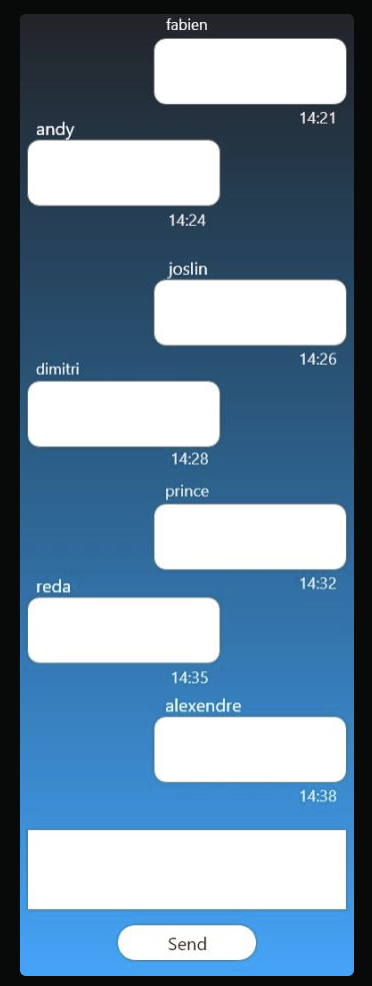 fabien
14:21
andy
14:24
joslin
14:26
dimitri
14:28
prince
14:32
reda
14:35
alexendre
14:38
Send